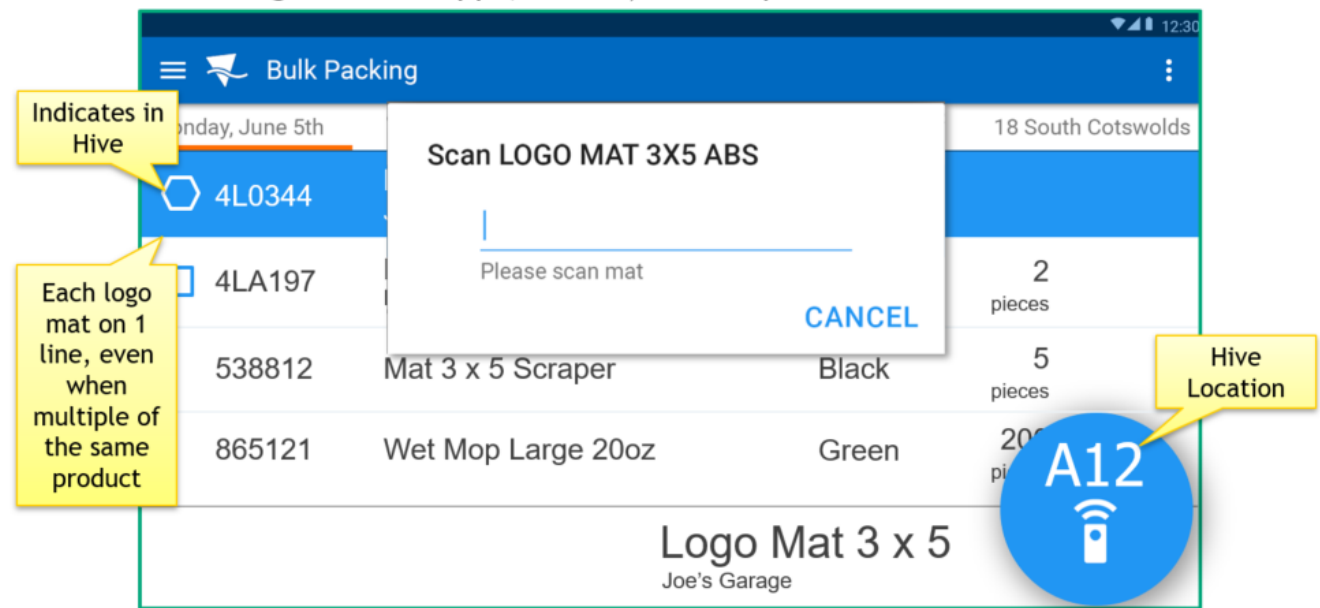 12:30
Bulk Packing
Indicates in
Hive
nday, June 5th
18 South Cotswolds
Scan LOGO MAT 3X5 ABS
4L0344
Please scan mat
4LA197
2
pieces
CANCEL
Each logo
mat on 1
line, even
when
multiple of
the same
product
538812
Mat 3 x 5 Scraper
Black
5
pieces
Hive
Location
865121
Wet Mop Large 20oz
Green
A12
Logo Mat 3 x 5
Joe's Garage